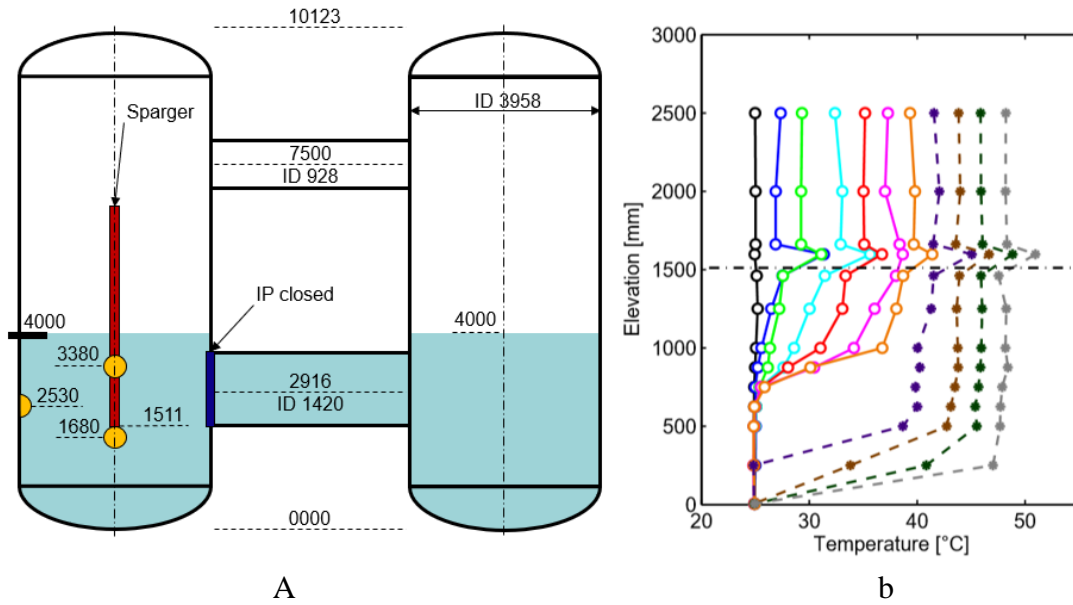 10123
Sparger
ID 3958
7500
ID 928
IP closed
4000
4000
3380
2916
2530
ID 1420
1511
1680
0000
A
3000
2500
2000
1500
1000
500
0
Elevation [mm]
20
30
40
50
Temperature [°C]
b